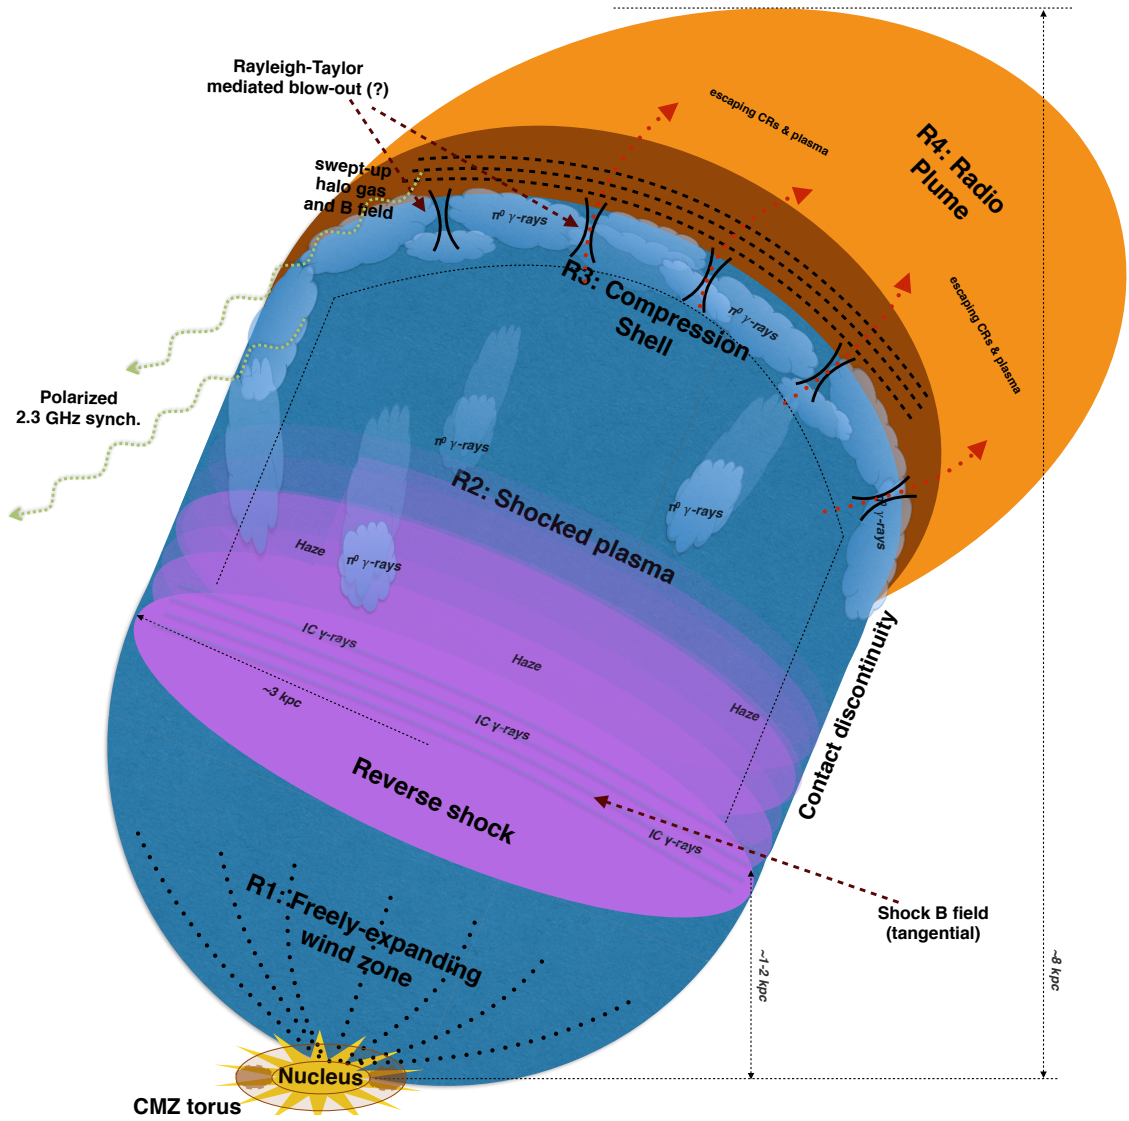 Rayleigh-Taylor
mediated blow-out (?)
escaping CRs & plasma
R4: Radio
Plume
swept-up
halo gas
and B field
π⁰ γ-rays
R3: Compression
Shell
π⁰ γ-rays
escaping CRs & plasma
Polarized
2.3 GHz synch.
π⁰ γ-rays
R2: Shocked plasma
π⁰ γ-rays
γ-rays
Haze
π⁰ γ-rays
IC γ-rays
Haze
Haze
~3 kpc
IC γ-rays
Contact discontinuity
Reverse shock
IC γ-rays
R1: Freely-expanding
wind zone
Shock B field
(tangential)
~1-2 kpc
~8 kpc
Nucleus
CMZ torus